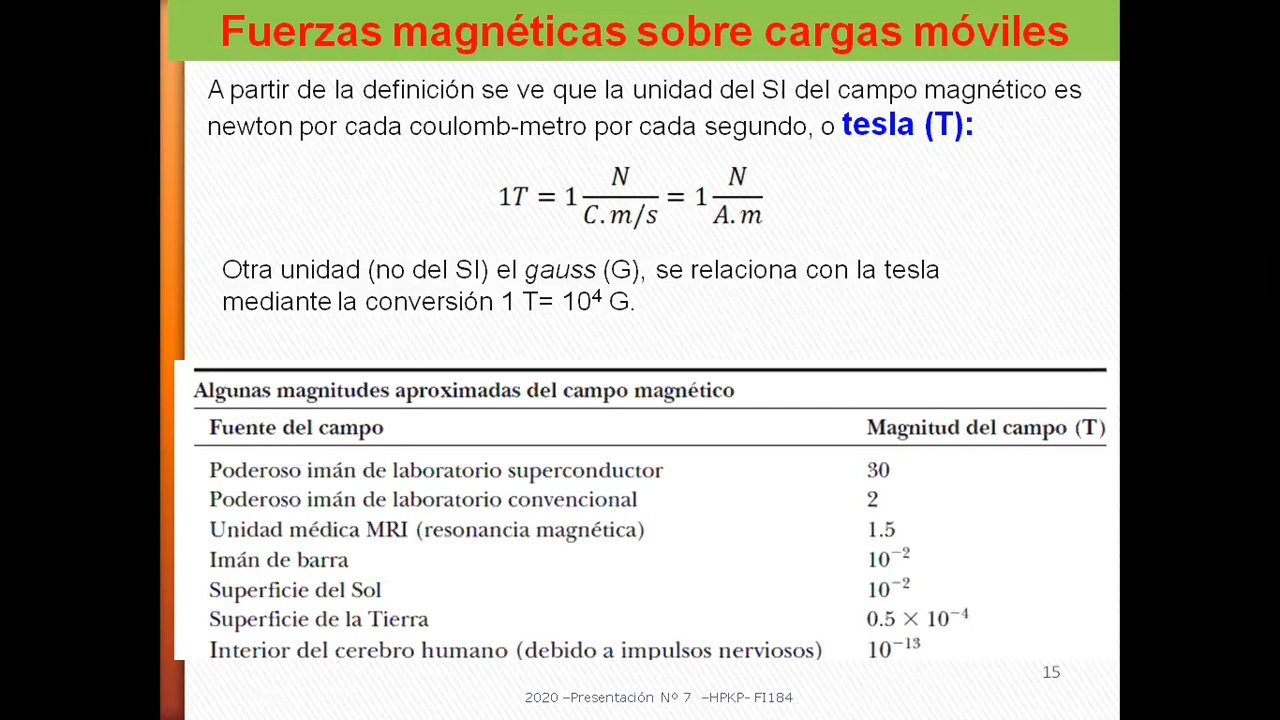 Fuerzas magnéticas sobre cargas móviles
A partir de la definición se ve que la unidad del SI del campo magnético es
newton por cada coulomb-metro por cada segundo, o tesla (T):
1T = 1 N/(C.m/s) = 1 N/(A.m)
Otra unidad (no del SI) el gauss (G), se relaciona con la tesla
mediante la conversión 1 T= 10⁴ G.
Algunas magnitudes aproximadas del campo magnético
Fuente del campo Magnitud del campo (T)
Poderoso imán de laboratorio superconductor 30
Poderoso imán de laboratorio convencional 2
Unidad médica MRI (resonancia magnética) 1.5
Imán de barra 10⁻²
Superficie del Sol 10⁻²
Superficie de la Tierra 0.5 × 10⁻⁴
Interior del cerebro humano (debido a impulsos nerviosos) 10⁻¹³
15
2020 –Presentación Nº 7 –HPKP- FI184